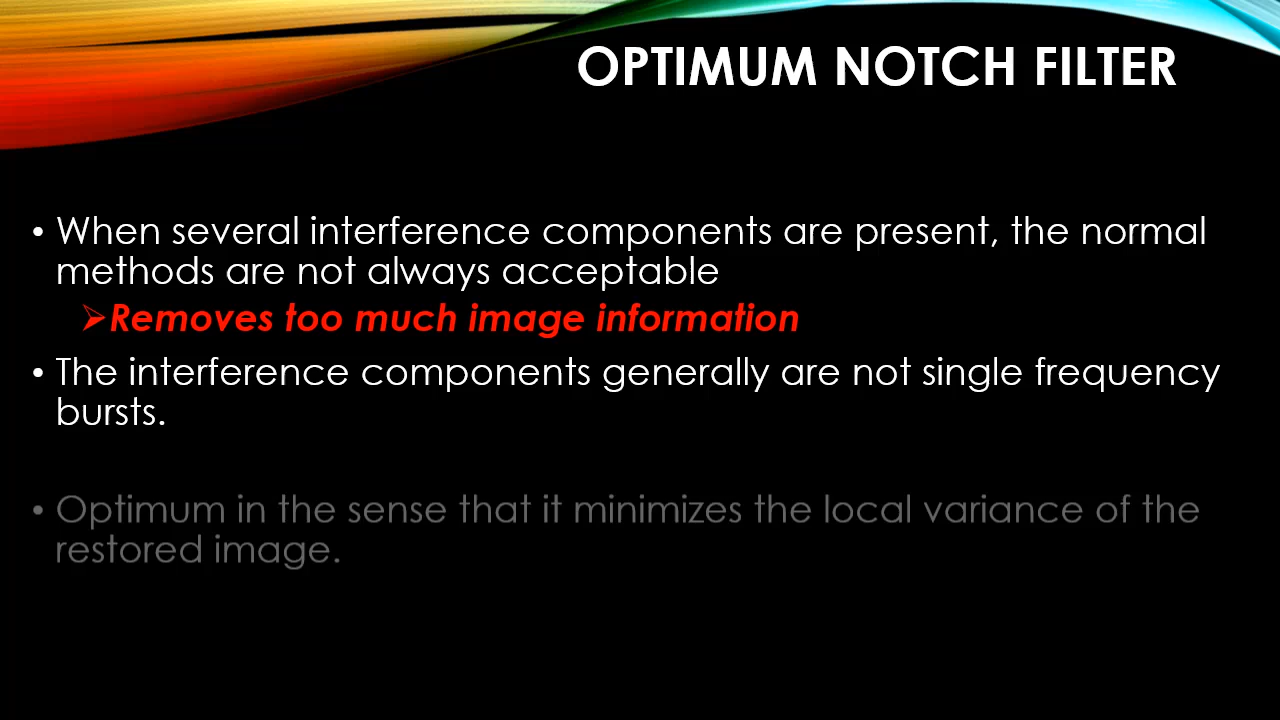 OPTIMUM NOTCH FILTER
• When several interference components are present, the normal
methods are not always acceptable
➢Removes too much image information
• The interference components generally are not single frequency
bursts.
• Optimum in the sense that it minimizes the local variance of the
restored image.